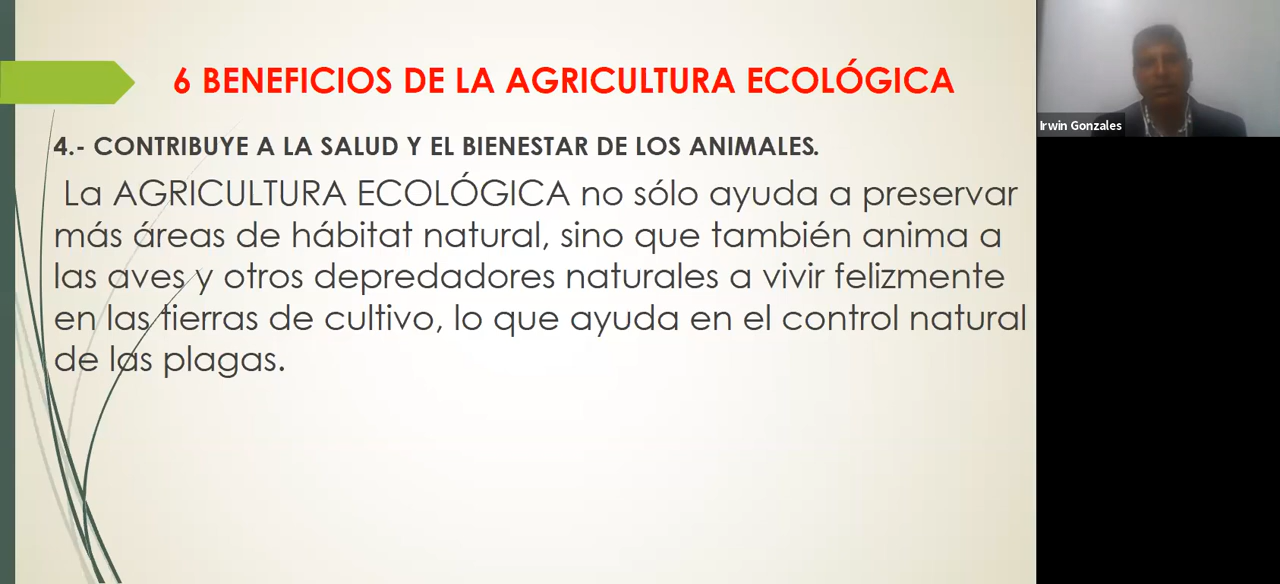 6 BENEFICIOS DE LA AGRICULTURA ECOLÓGICA
4.- CONTRIBUYE A LA SALUD Y EL BIENESTAR DE LOS ANIMALES.
La AGRICULTURA ECOLÓGICA no sólo ayuda a preservar
más áreas de hábitat natural, sino que también anima a
las aves y otros depredadores naturales a vivir felizmente
en las tierras de cultivo, lo que ayuda en el control natural
de las plagas.
Irwin Gonzales